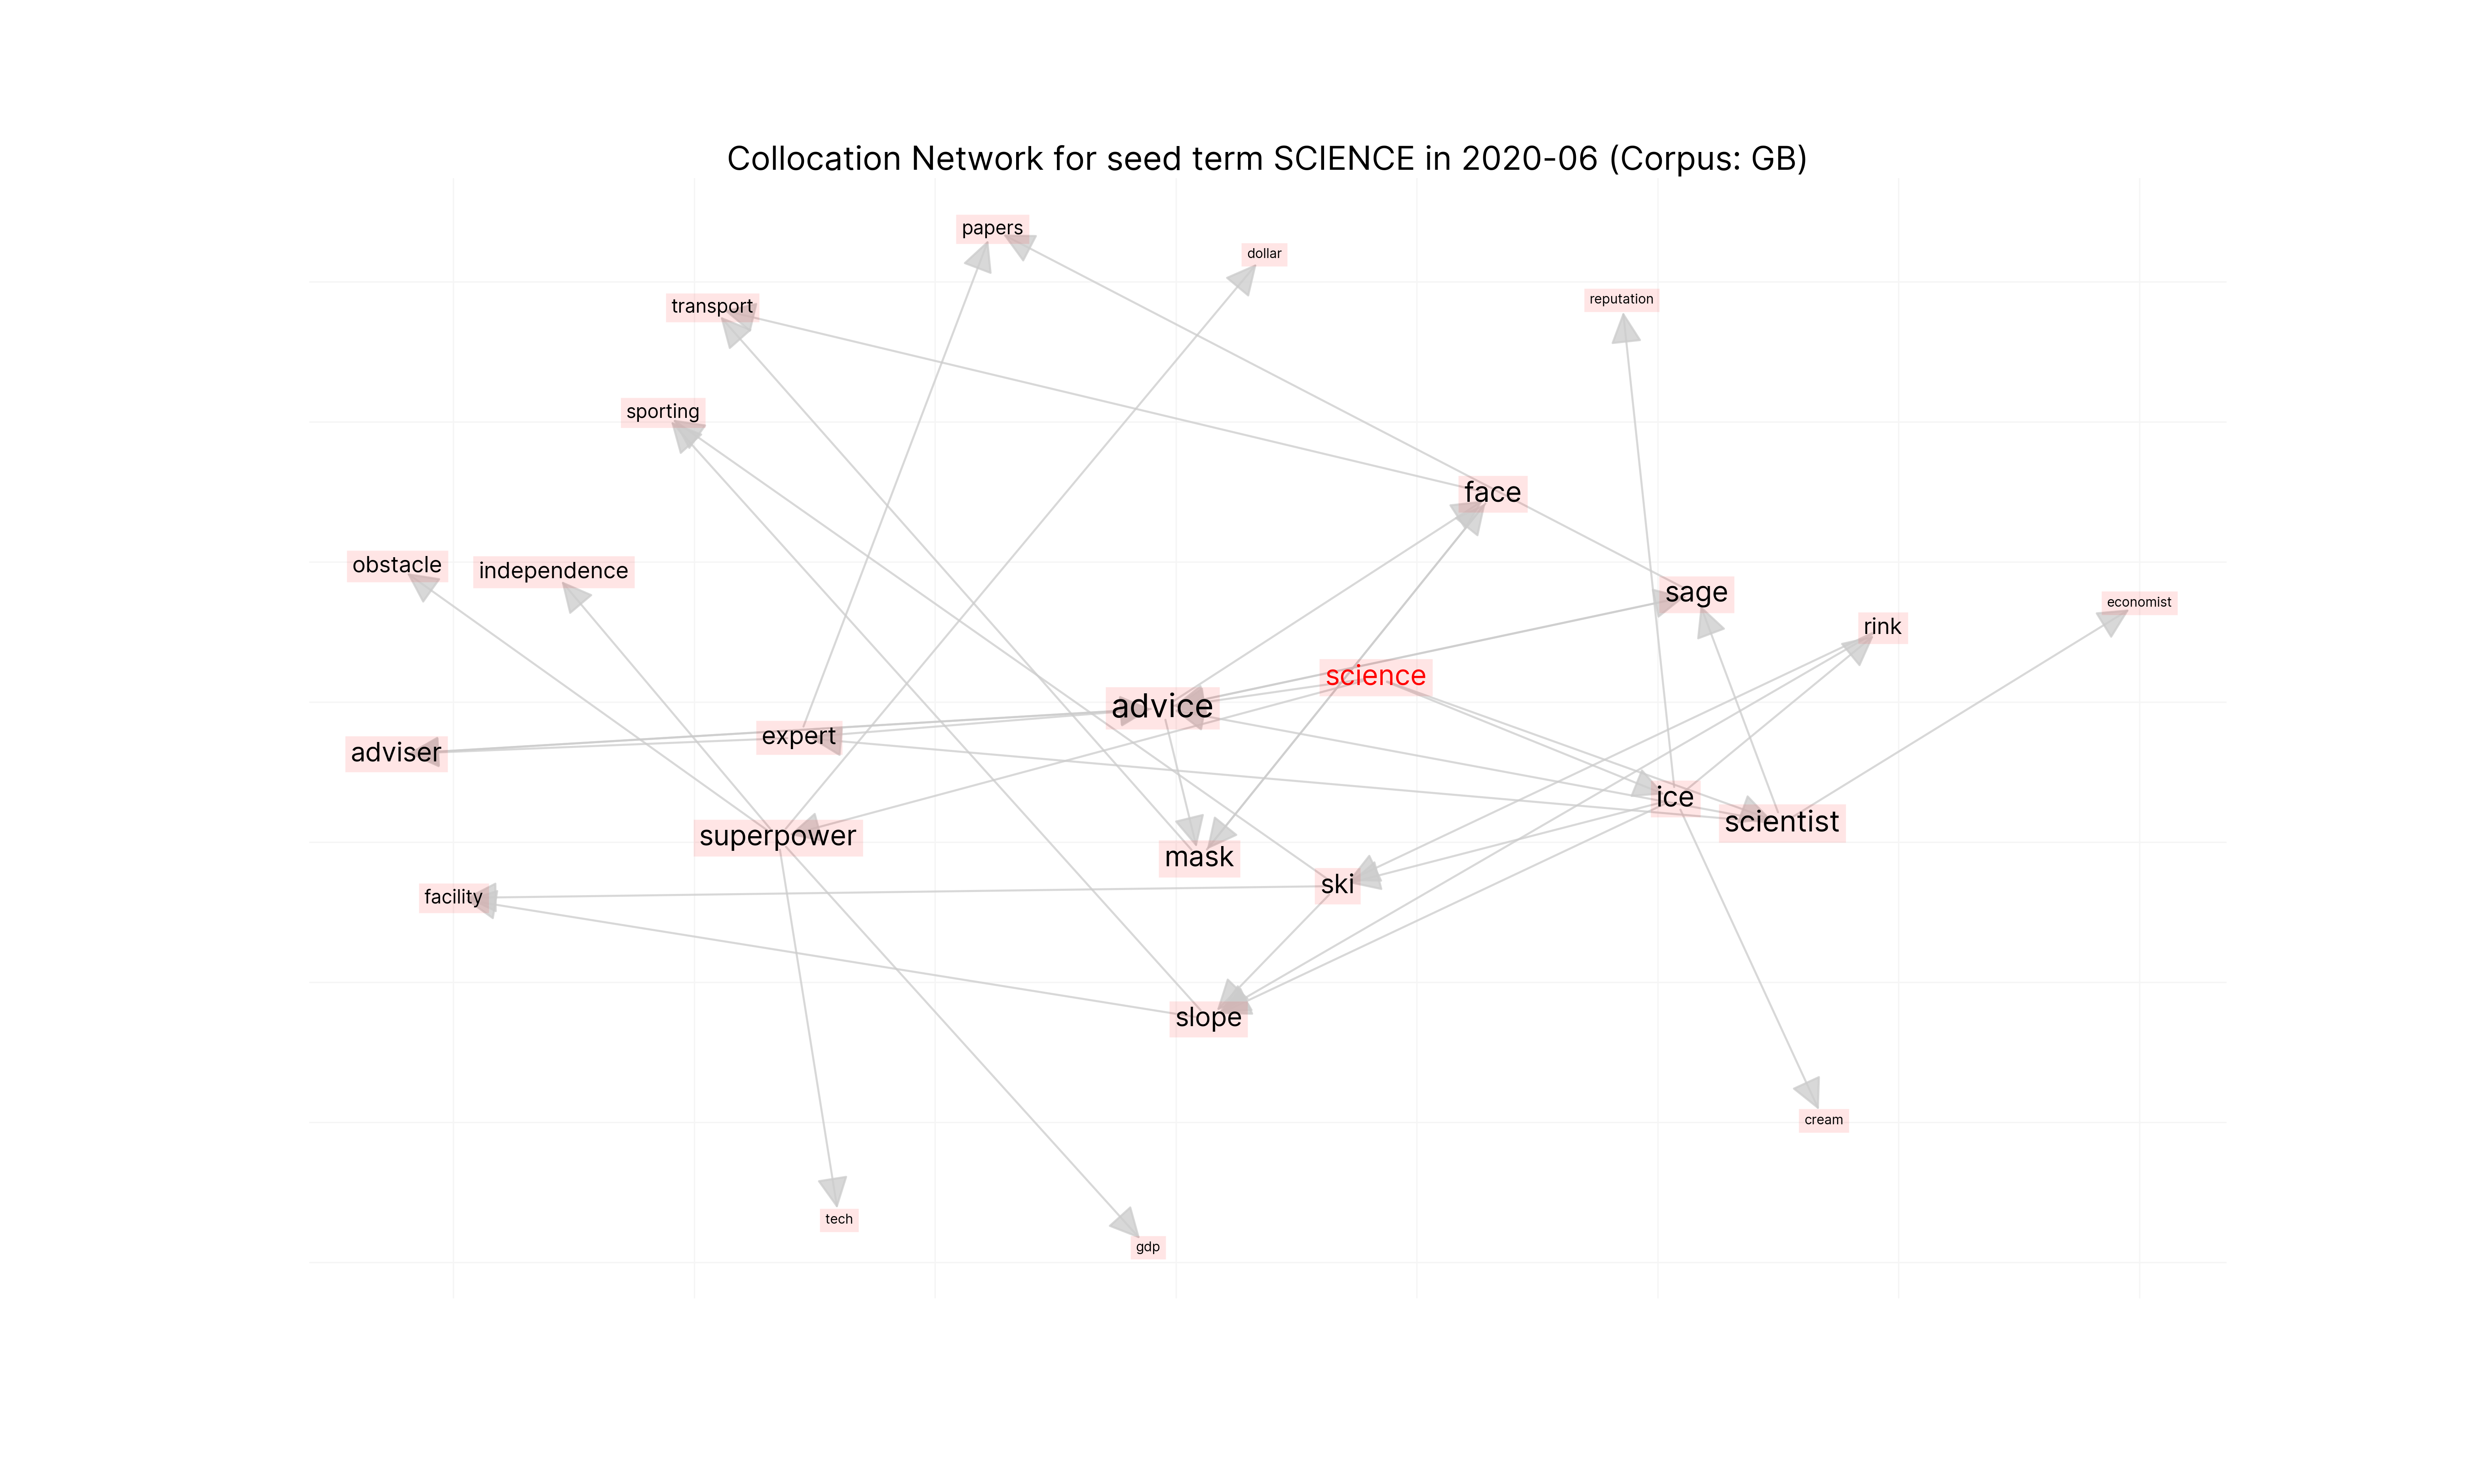 Collocation Network for seed term SCIENCE in 2020-06 (Corpus: GB)
papers
dollar
reputation
transport
sporting
face
obstacle
independence
sage
economist
rink
science
advice
expert
adviser
ice
scientist
superpower
mask
ski
facility
slope
cream
tech
gdp